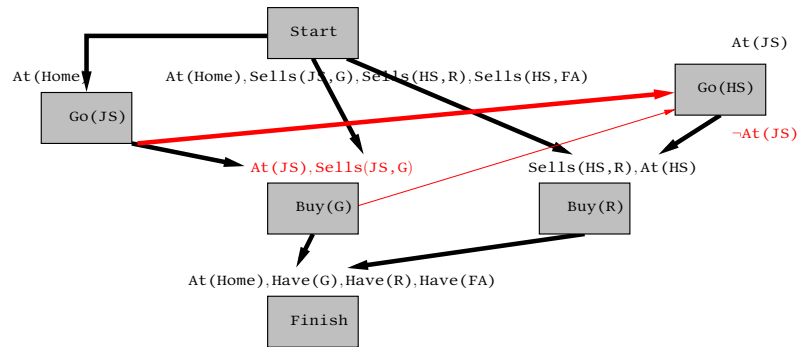 Start
At(JS)
At(Home)
At(Home),Sells(JS,G),Sells(HS,R),Sells(HS,FA)
Go(HS)
Go(JS)
¬At(JS)
At(JS),Sells(JS,G)
Sells(HS,R),At(HS)
Buy(G)
Buy(R)
At(Home),Have(G),Have(R),Have(FA)
Finish